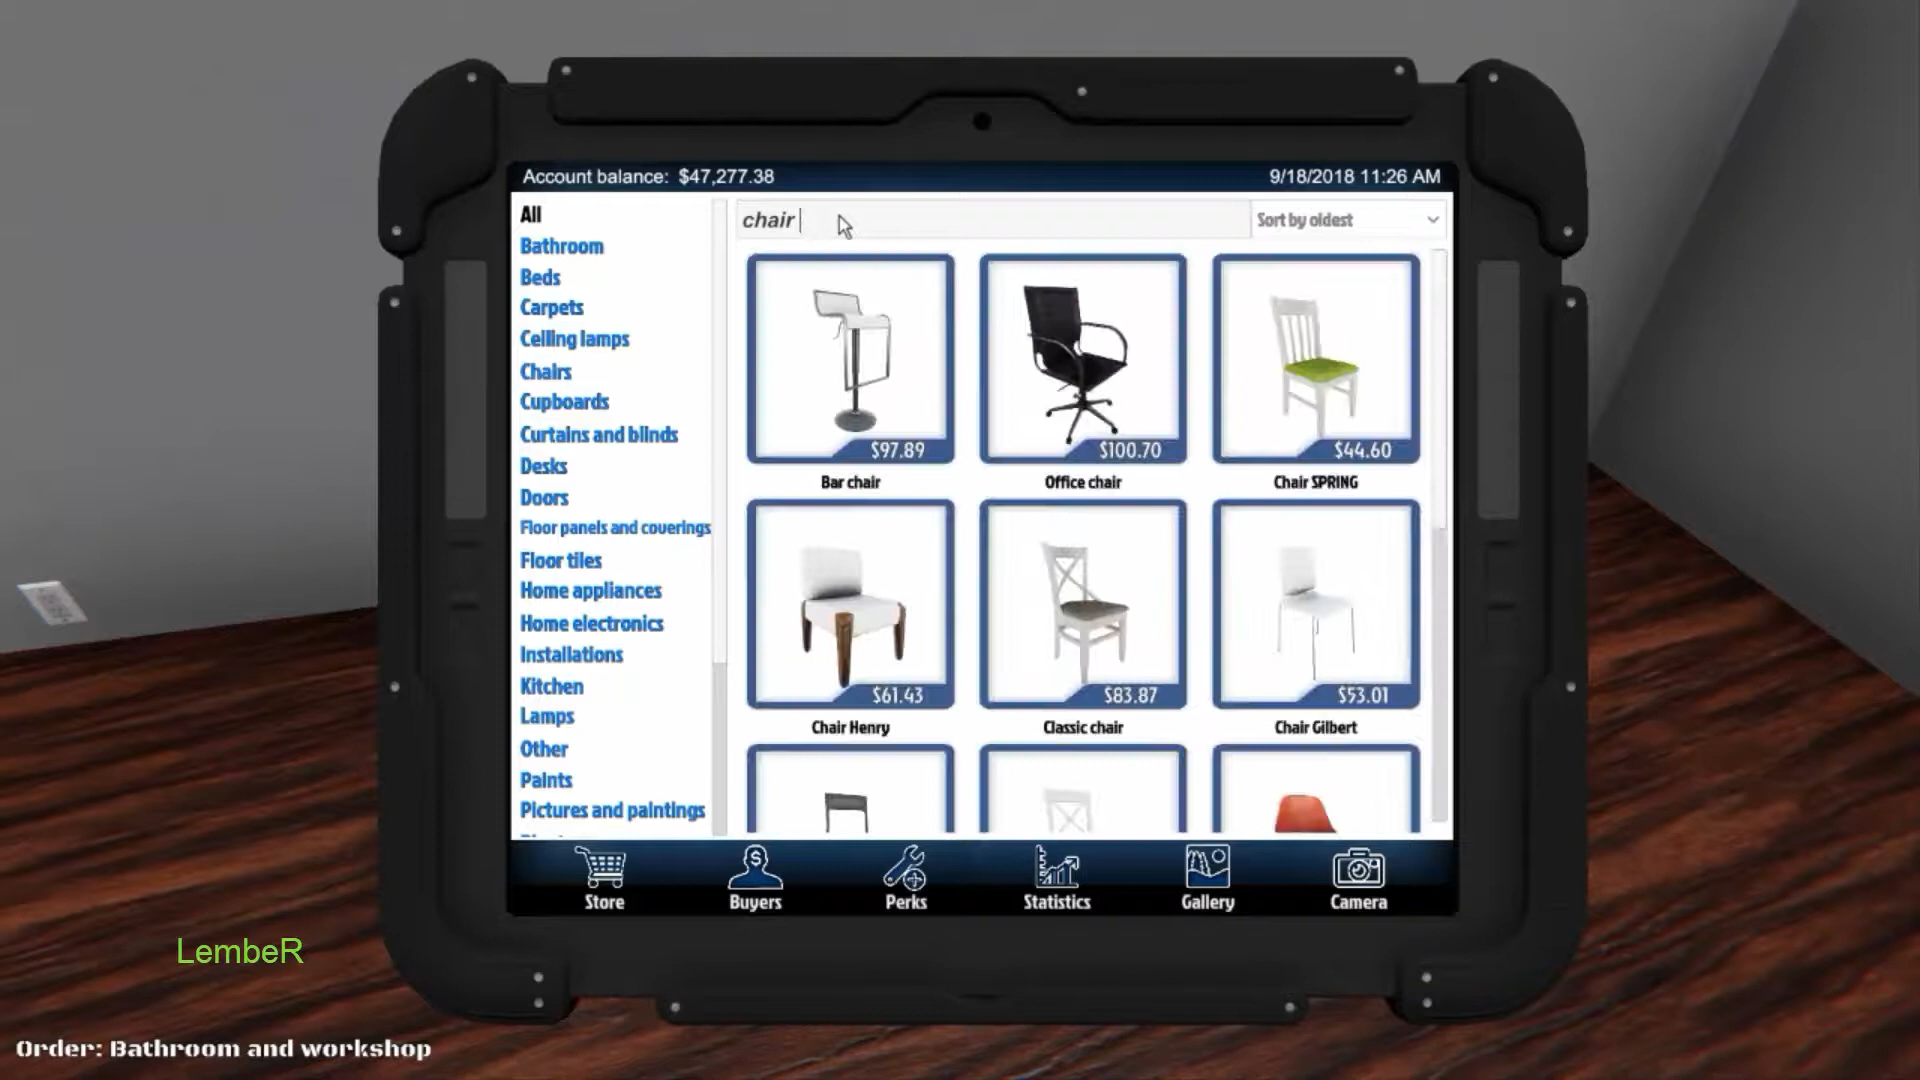 Account balance: $47,277.38
9/18/2018 11:26 AM
All
Bathroom
Beds
Carpets
Ceiling lamps
Chairs
Cupboards
Curtains and blinds
Desks
Doors
Floor panels and coverings
Floor tiles
Home appliances
Home electronics
Installations
Kitchen
Lamps
Other
Paints
Pictures and paintings
chair
Sort by oldest
$97.89
$100.70
$44.60
Bar chair
Office chair
Chair SPRING
$61.43
$83.87
$53.01
Chair Henry
Classic chair
Chair Gilbert
Store
Buyers
Perks
Statistics
Gallery
Camera
LembeR
Order: Bathroom and workshop